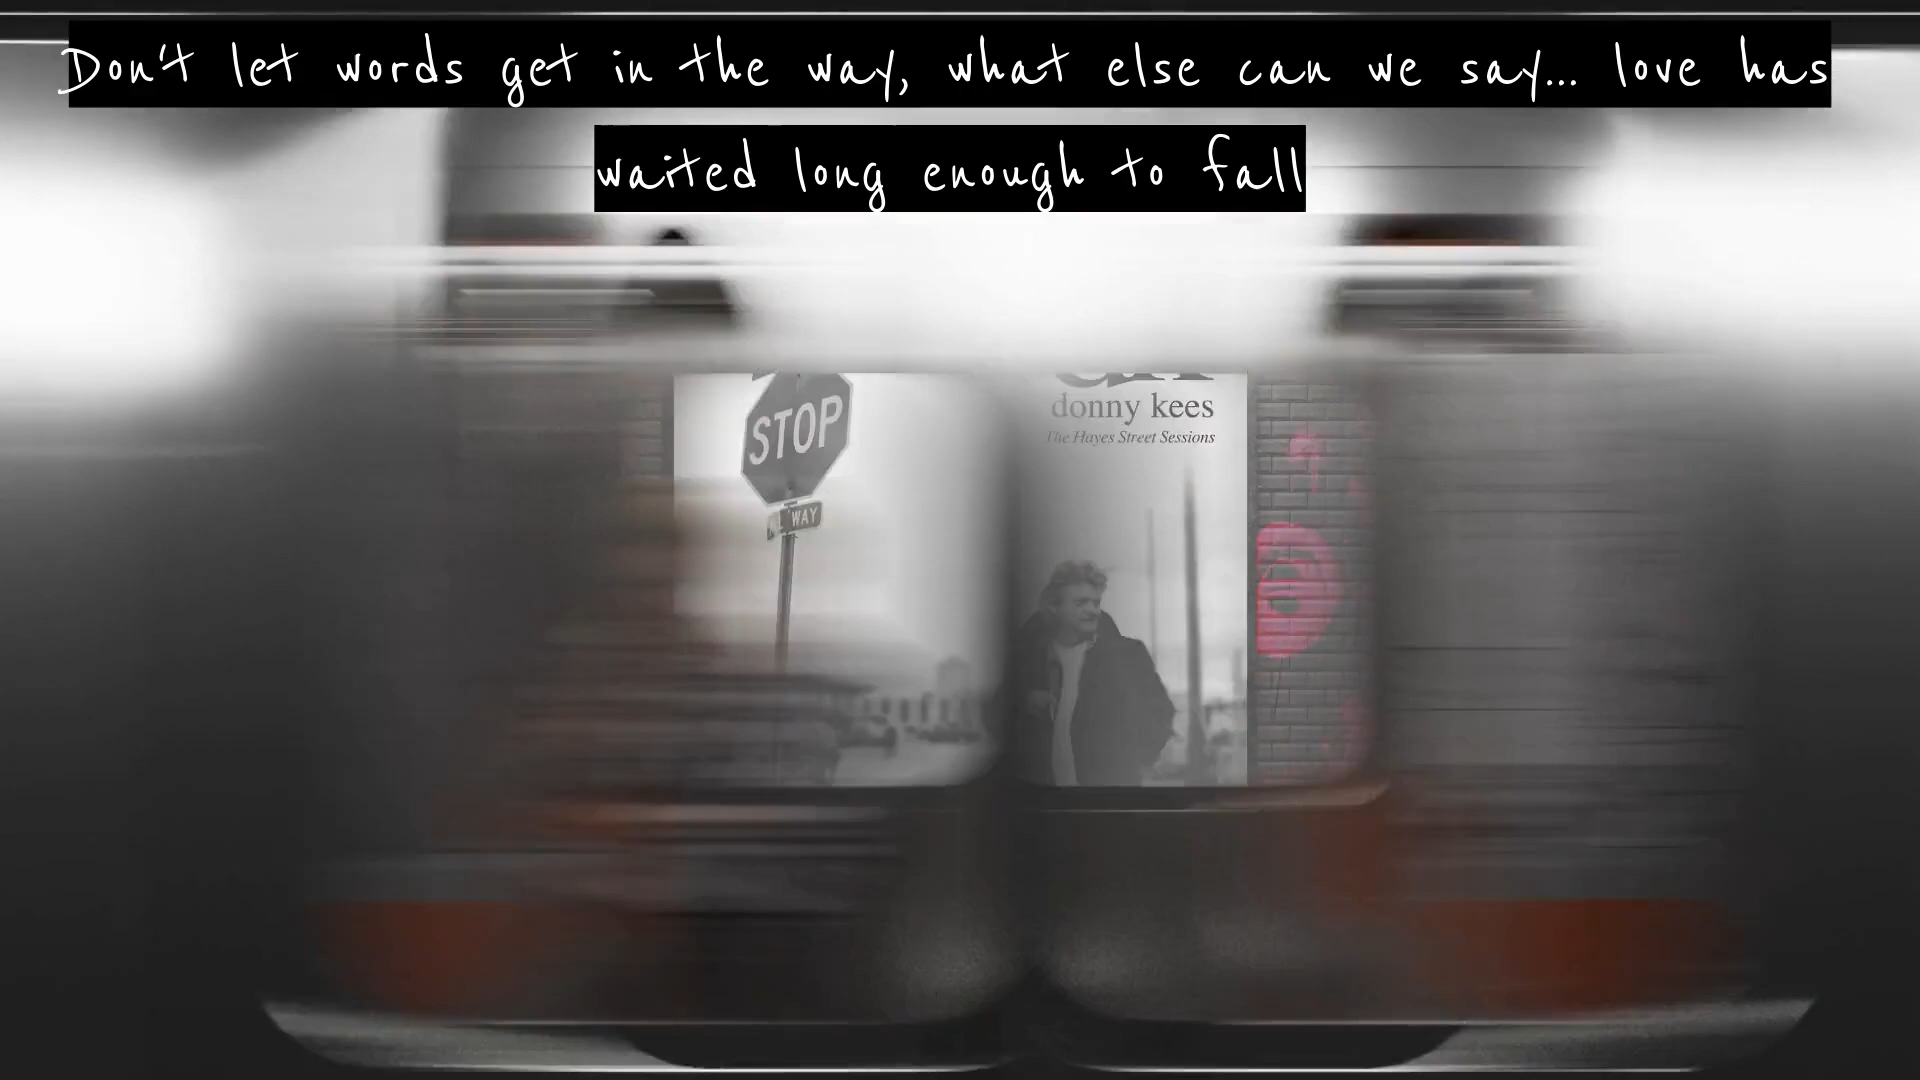 Don't let words get in the way, what else can we say... love has
waited long enough to fall
STOP
WAY
donny kees
The Hayes Street Sessions